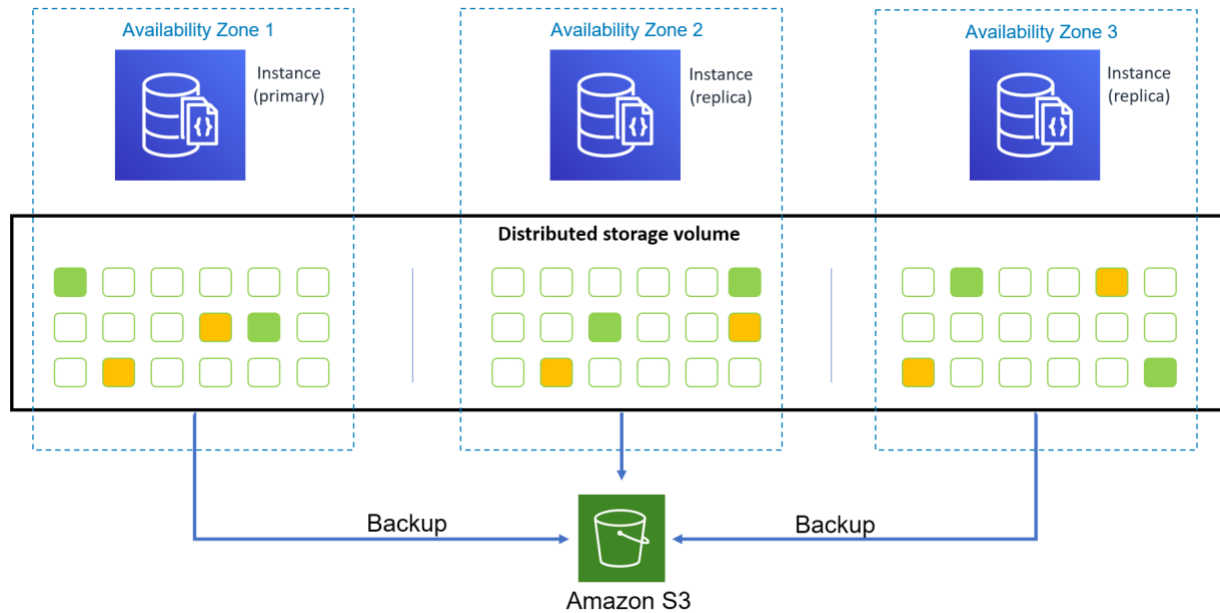 Availability Zone 1
Availability Zone 2
Availability Zone 3
Instance
(primary)
Instance
(replica)
Instance
(replica)
{}
{}
{}
Distributed storage volume
Backup
Backup
Amazon S3